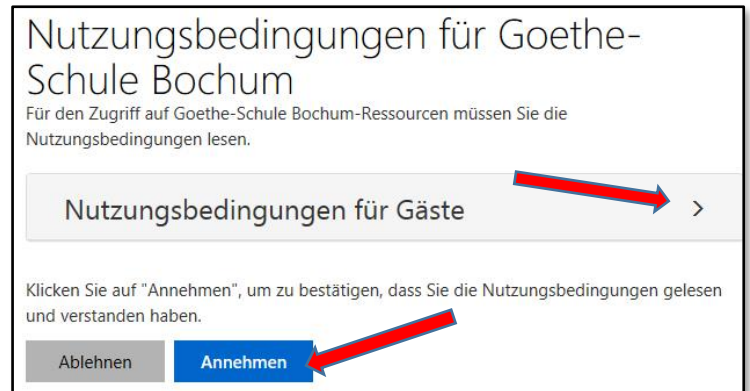 Nutzungsbedingungen für Goethe-
Schule Bochum
Für den Zugriff auf Goethe-Schule Bochum-Ressourcen müssen Sie die
Nutzungsbedingungen lesen.
Nutzungsbedingungen für Gäste
Klicken Sie auf "Annehmen", um zu bestätigen, dass Sie die Nutzungsbedingungen gelesen
und verstanden haben.
Ablehnen Annehmen